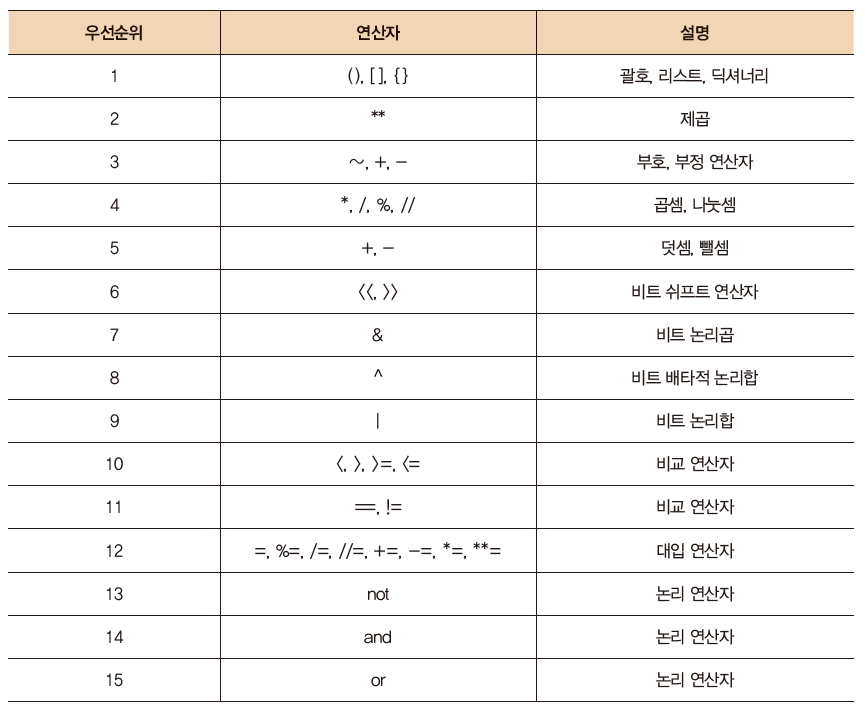 우선순위 연산자 설명
1 ( ), [ ], { } 괄호, 리스트, 딕셔너리
2 ** 제곱
3 ~, +, − 부호, 부정 연산자
4 *, /, %, // 곱셈, 나눗셈
5 +, − 덧셈, 뺄셈
6 〈〈, 〉〉 비트 쉬프트 연산자
7 & 비트 논리곱
8 ^ 비트 배타적 논리합
9 | 비트 논리합
10 〈, 〉, 〉=, 〈= 비교 연산자
11 ==, != 비교 연산자
12 =, %=, /=, //=, +=, −=, *=, **= 대입 연산자
13 not 논리 연산자
14 and 논리 연산자
15 or 논리 연산자